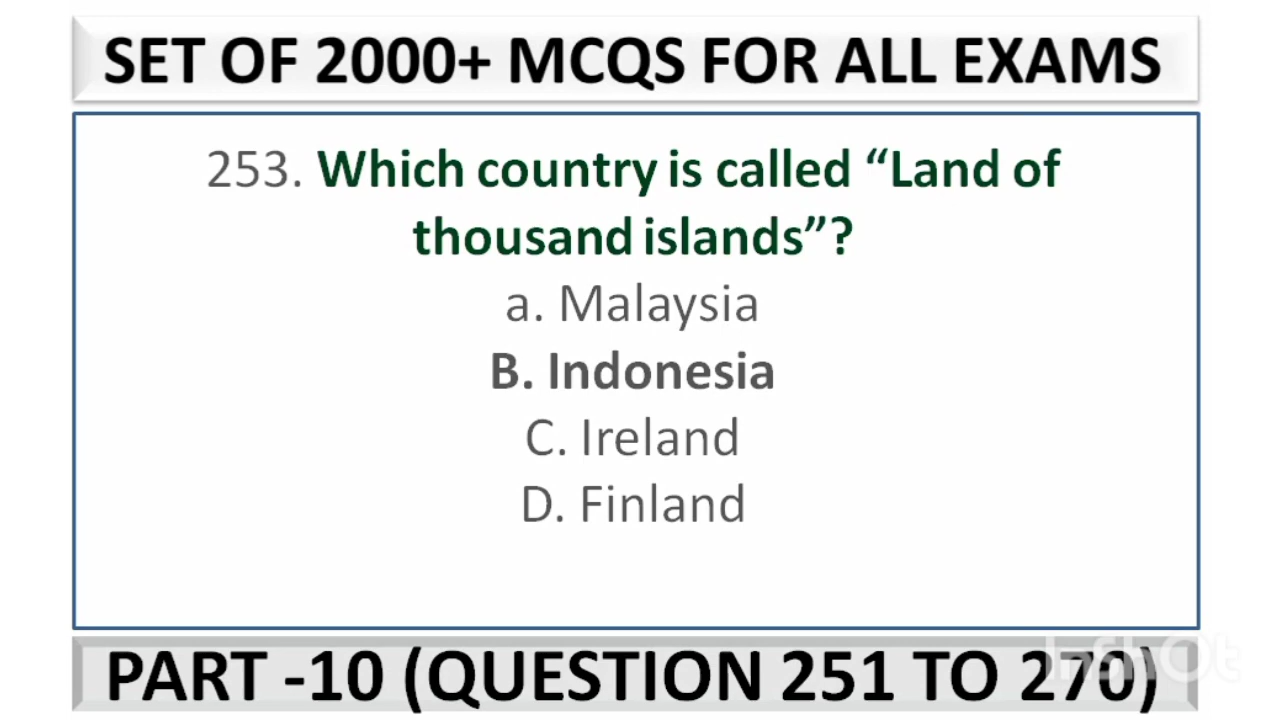 SET OF 2000+ MCQS FOR ALL EXAMS
253. Which country is called “Land of
thousand islands”?
a. Malaysia
B. Indonesia
C. Ireland
D. Finland
InShOt
PART -10 (QUESTION 251 TO 270)